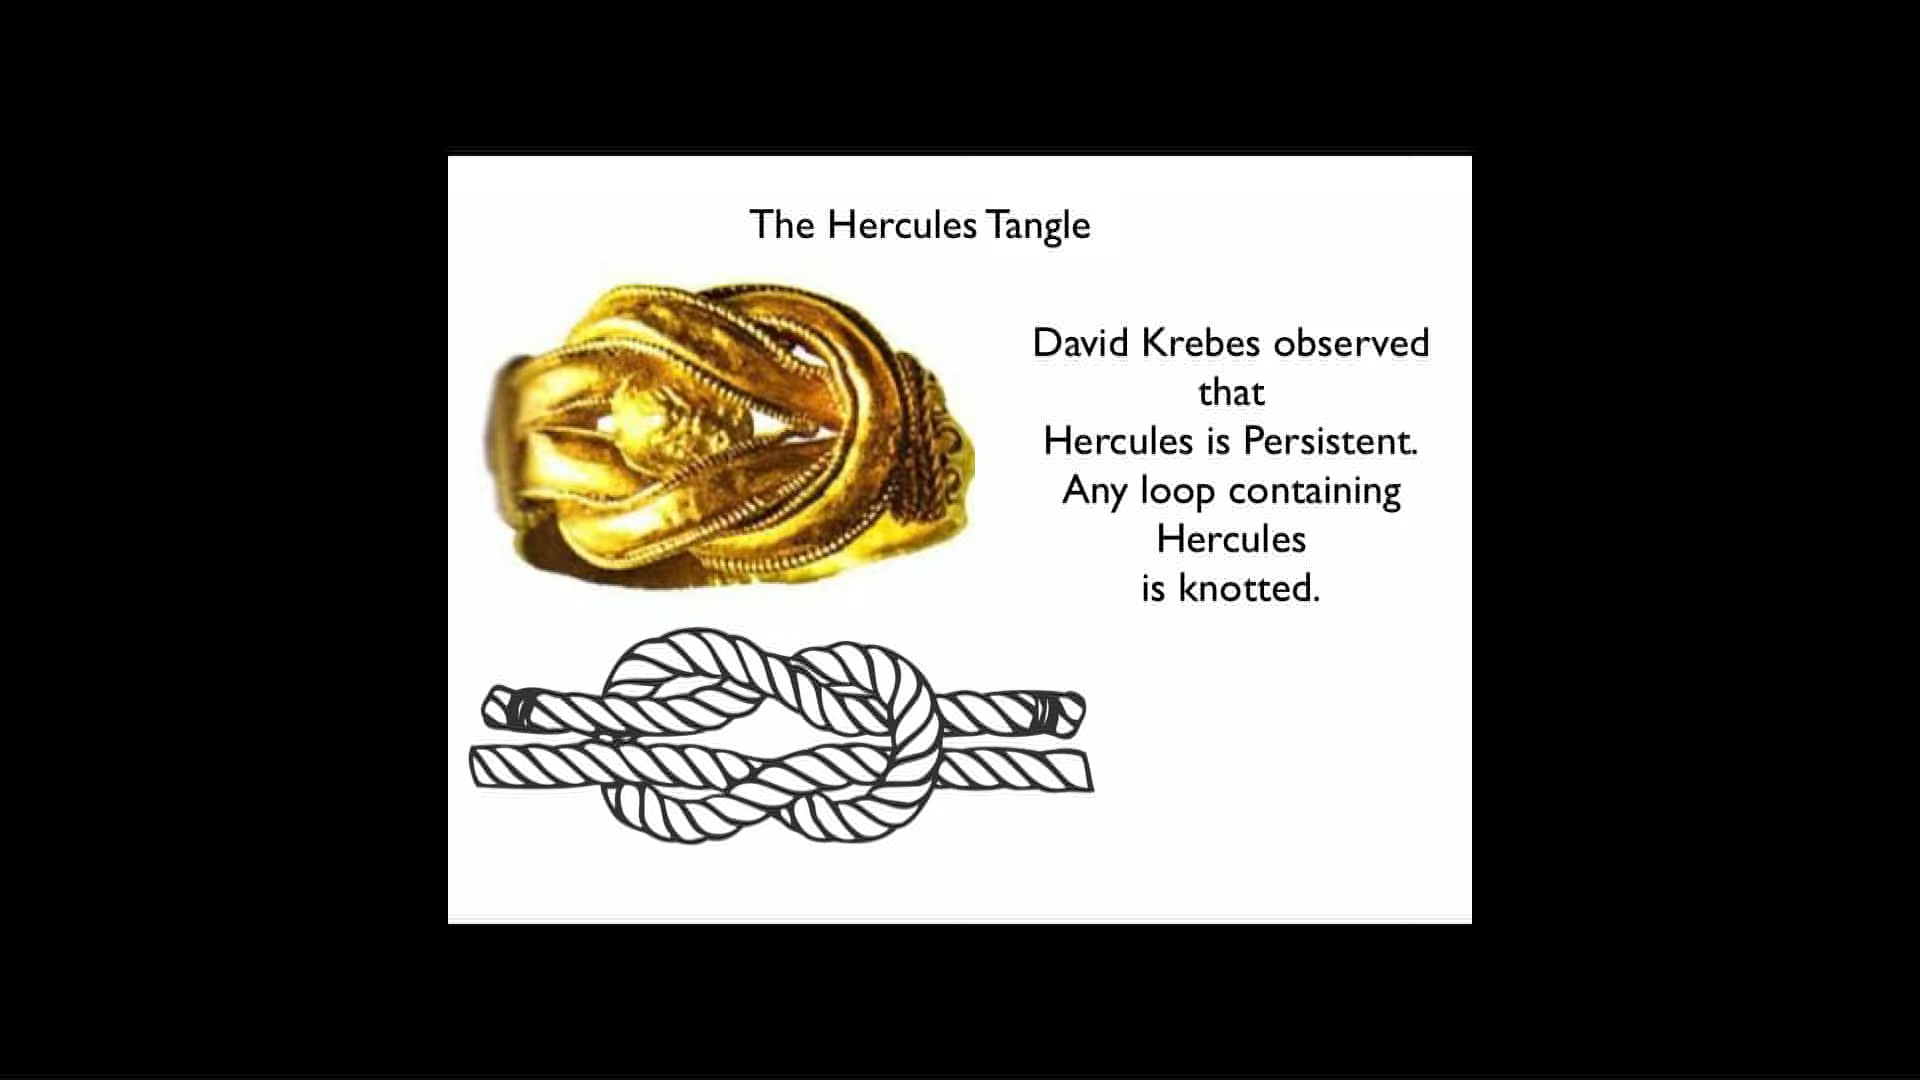 The Hercules Tangle
David Krebes observed
that
Hercules is Persistent.
Any loop containing
Hercules
is knotted.